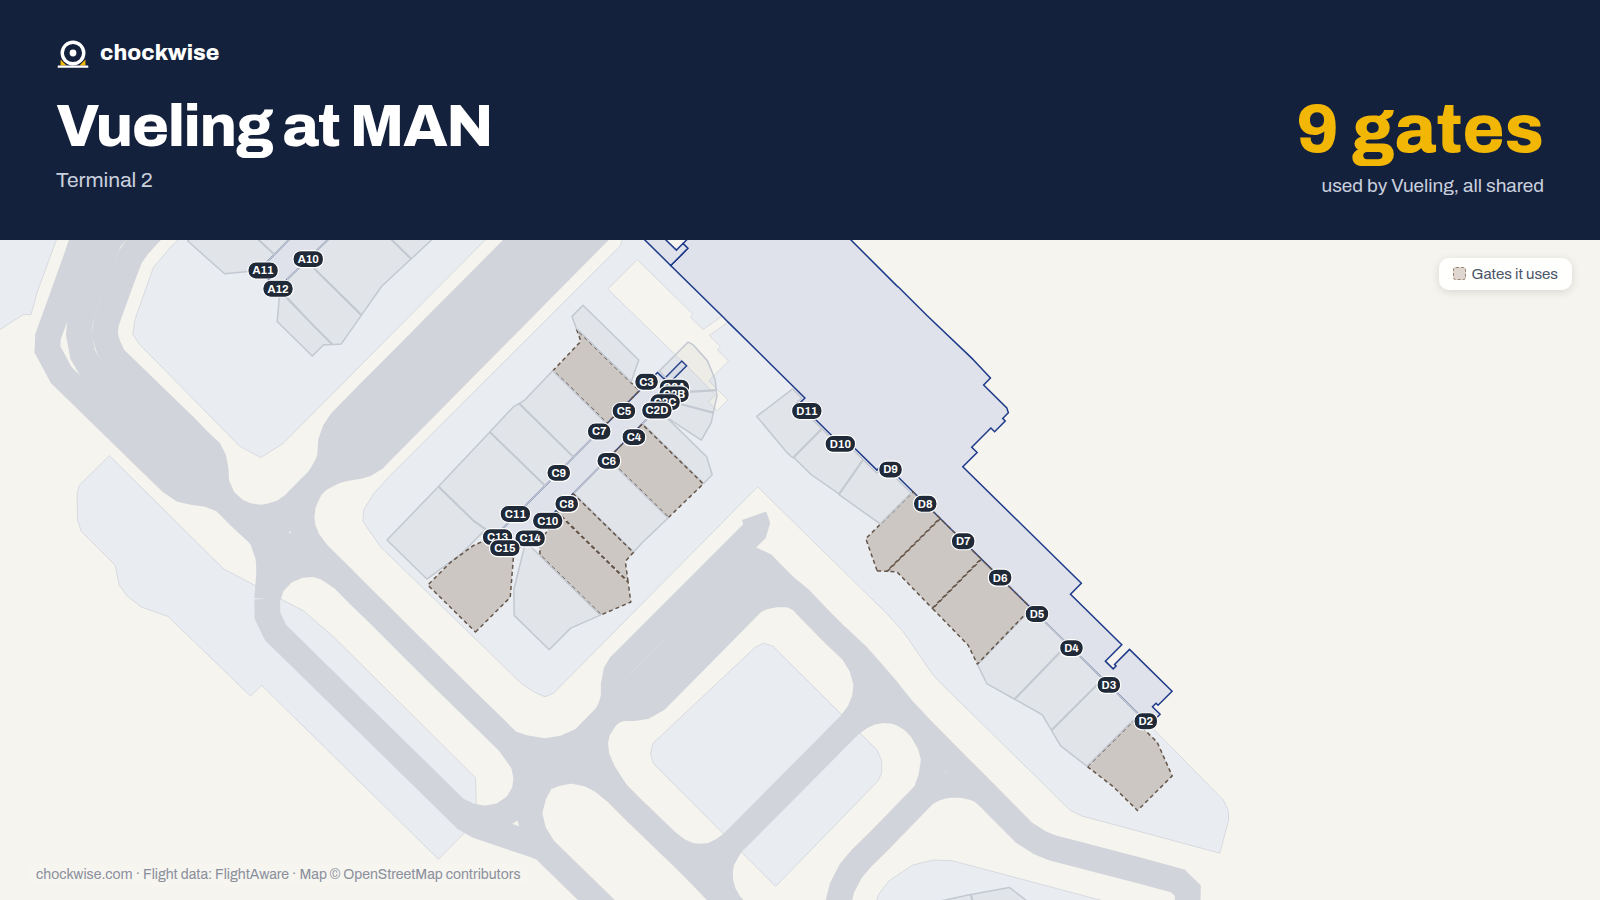 chockwise
Vueling at MAN
Terminal 2
9 gates
used by Vueling, all shared
Gates it uses
A10
A11
A12
C3
C2B
C5
C2D
C7
C4
C6
C9
C8
C11
C10
C13
C14
C15
D11
D10
D9
D8
D7
D6
D5
D4
D3
D2
chockwise.com · Flight data: FlightAware · Map © OpenStreetMap contributors